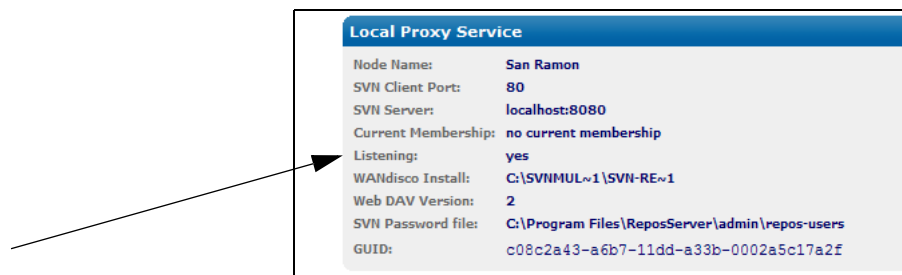 Local Proxy Service
Node Name: San Ramon
SVN Client Port: 80
SVN Server: localhost:8080
Current Membership: no current membership
Listening: yes
WANdisco Install: C:\SVNMUL~1\SVN-RE~1
Web DAV Version: 2
SVN Password file: C:\Program Files\ReposServer\admin\repos-users
GUID: c08c2a43-a6b7-11dd-a33b-0002a5c17a2f